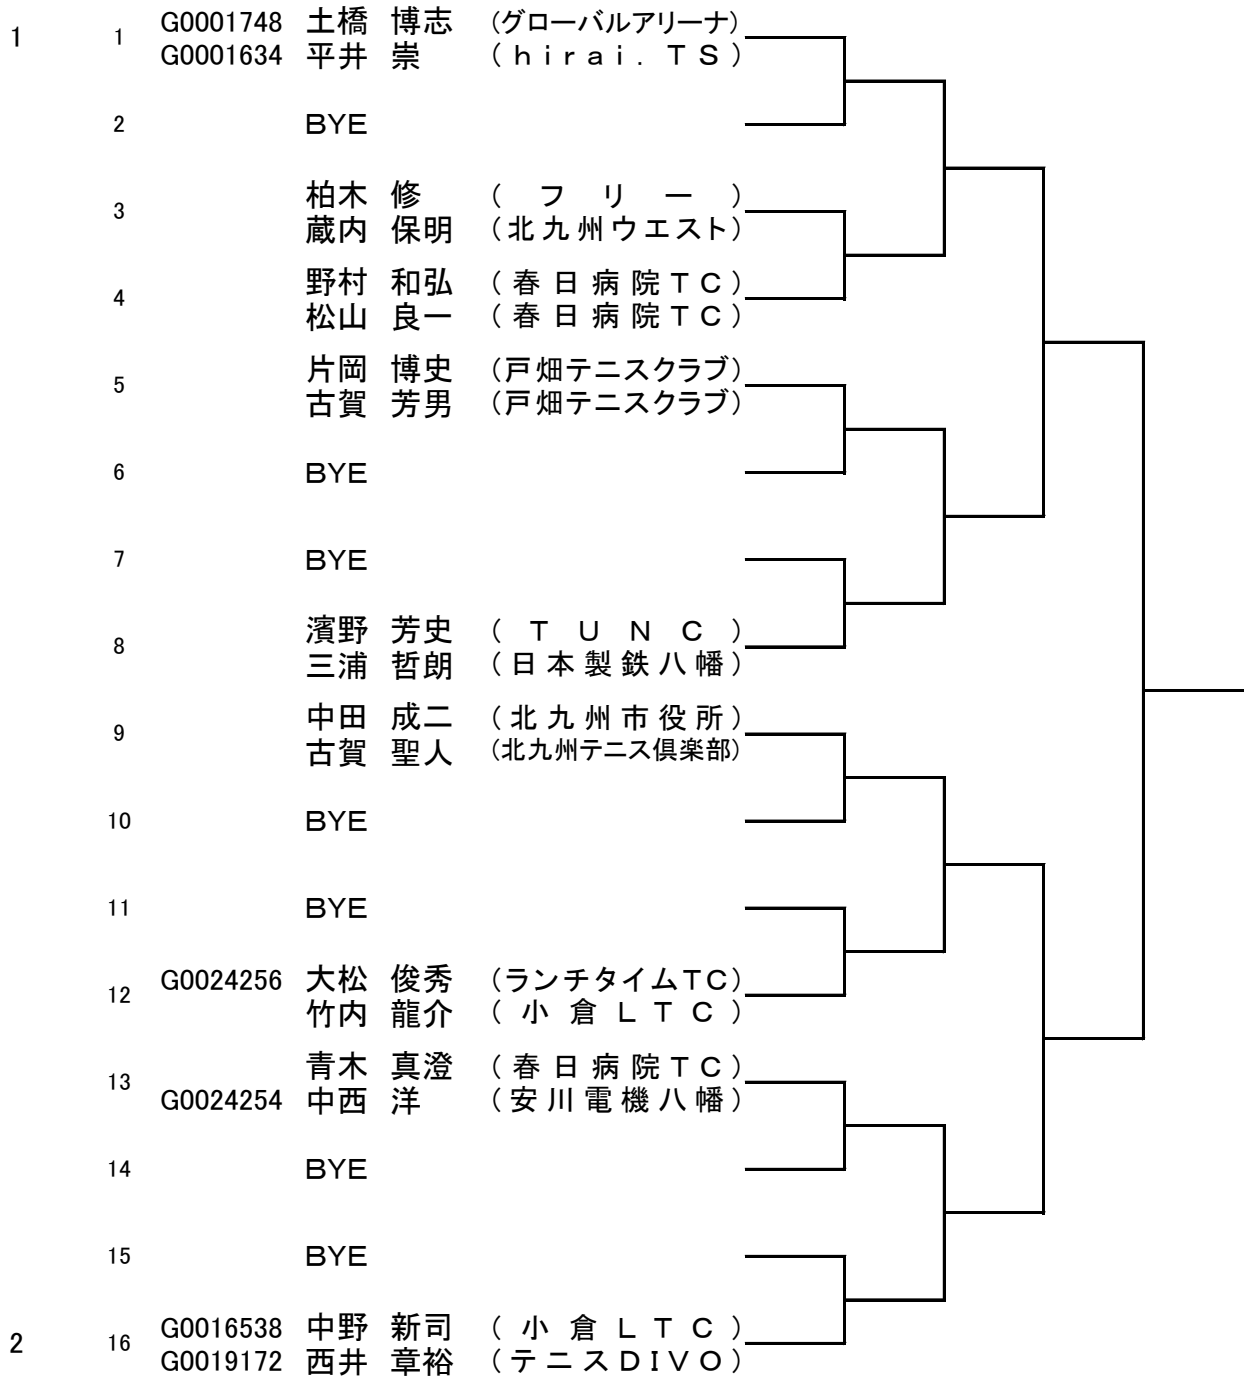 1 1 G0001748 土橋 博志 (グローバルアリーナ)
G0001634 平井 崇 (hirai.TS)
2 BYE
3 柏木 修 (フリー)
蔵内 保明 (北九州ウエスト)
4 野村 和弘 (春日病院TC)
松山 良一 (春日病院TC)
5 片岡 博史 (戸畑テニスクラブ)
古賀 芳男 (戸畑テニスクラブ)
6 BYE
7 BYE
8 濱野 芳史 (TUNC)
三浦 哲朗 (日本製鉄八幡)
9 中田 成二 (北九州市役所)
古賀 聖人 (北九州テニス倶楽部)
10 BYE
11 BYE
12 G0024256 大松 俊秀 (ランチタイムTC)
竹内 龍介 (小倉LTC)
13 青木 真澄 (春日病院TC)
G0024254 中西 洋 (安川電機八幡)
14 BYE
15 BYE
2 16 G0016538 中野 新司 (小倉LTC)
G0019172 西井 章裕 (テニスDIVO)